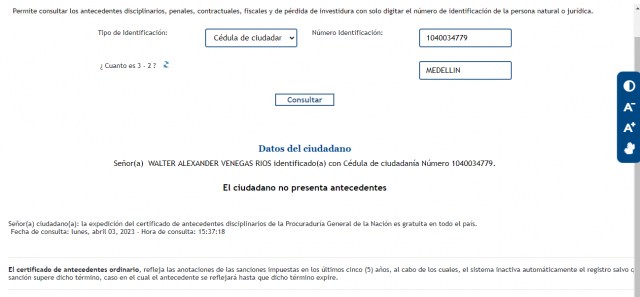 Permite consultar los antecedentes disciplinarios, penales, contractuales, fiscales y de pérdida de investidura con solo digitar el número de identificación de la persona natural o jurídica.
Tipo de Identificación: Cédula de ciudadar Número Identificación: 1040034779
¿ Cuanto es 3 - 2 ? MEDELLIN
Consultar
A-
A+
Datos del ciudadano
Señor(a) WALTER ALEXANDER VENEGAS RIOS identificado(a) con Cédula de ciudadanía Número 1040034779.
El ciudadano no presenta antecedentes
Señor(a) ciudadano(a): la expedición del certificado de antecedentes disciplinarios de la Procuraduría General de la Nación es gratuita en todo el país.
Fecha de consulta: lunes, abril 03, 2023 - Hora de consulta: 15:37:18
El certificado de antecedentes ordinario, refleja las anotaciones de las sanciones impuestas en los últimos cinco (5) años, al cabo de los cuales, el sistema inactiva automáticamente el registro salvo q
sanción supere dicho término, caso en el cual el antecedente se reflejará hasta que dicho término expire.